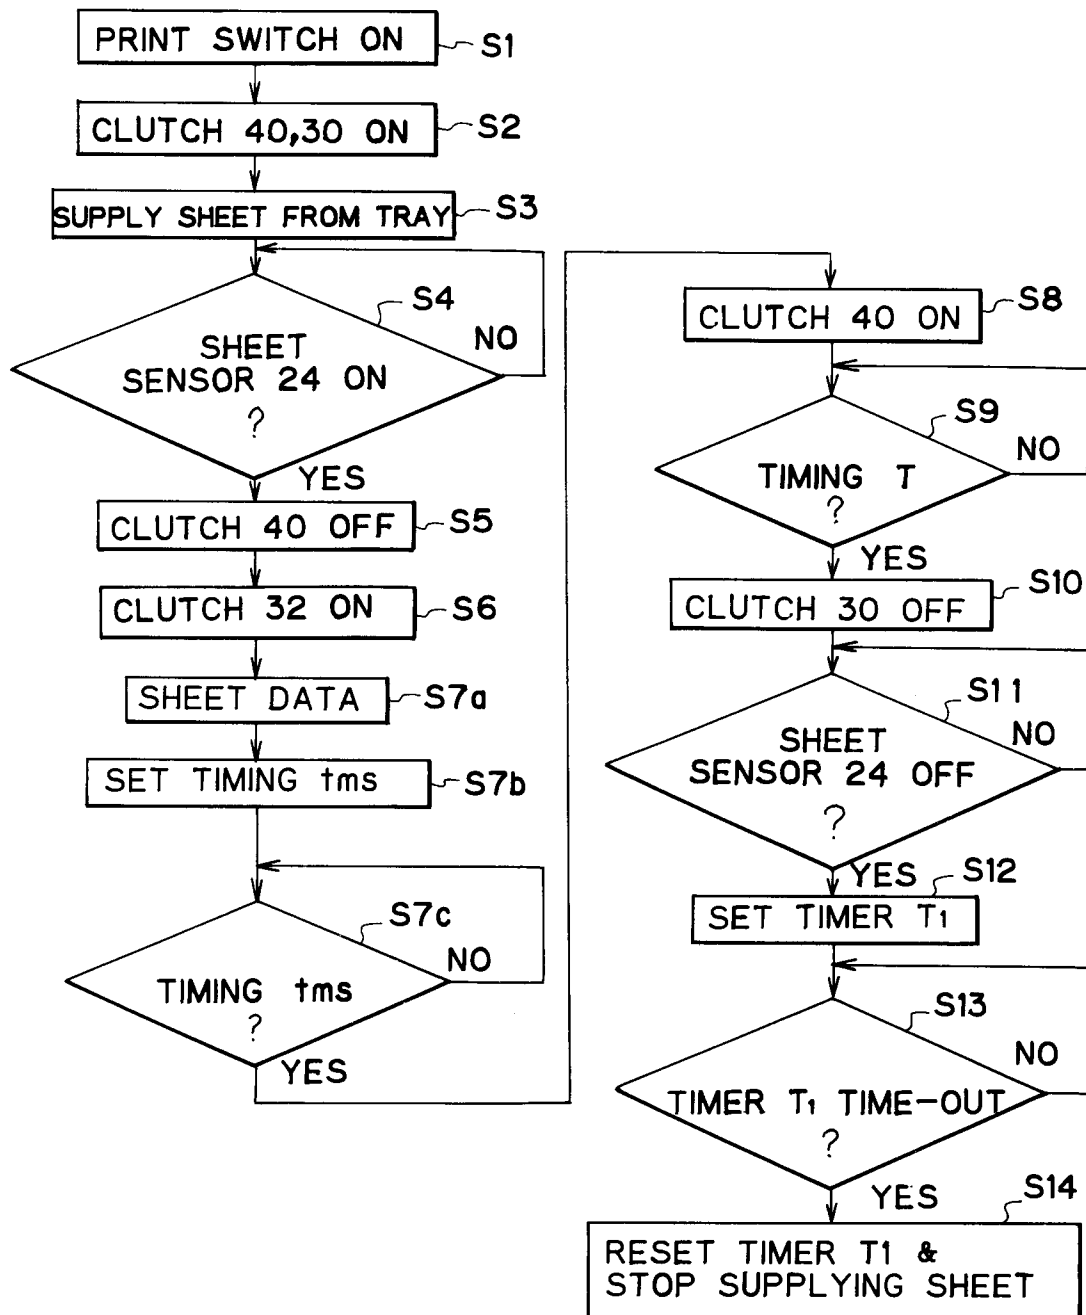 PRINT SWITCH ON
S1
CLUTCH 40,30 ON
S2
SUPPLY SHEET FROM TRAY
S3
S4
SHEET
SENSOR 24 ON
?
NO
YES
CLUTCH 40 OFF
S5
CLUTCH 32 ON
S6
SHEET DATA
S7a
SET TIMING tms
S7b
S7c
TIMING tms
?
NO
YES
CLUTCH 40 ON
S8
S9
TIMING T
?
NO
YES
CLUTCH 30 OFF
S10
S11
SHEET
SENSOR 24 OFF
?
NO
YES
S12
SET TIMER T₁
S13
TIMER T₁ TIME-OUT
?
NO
YES
S14
RESET TIMER T1 &
STOP SUPPLYING SHEET